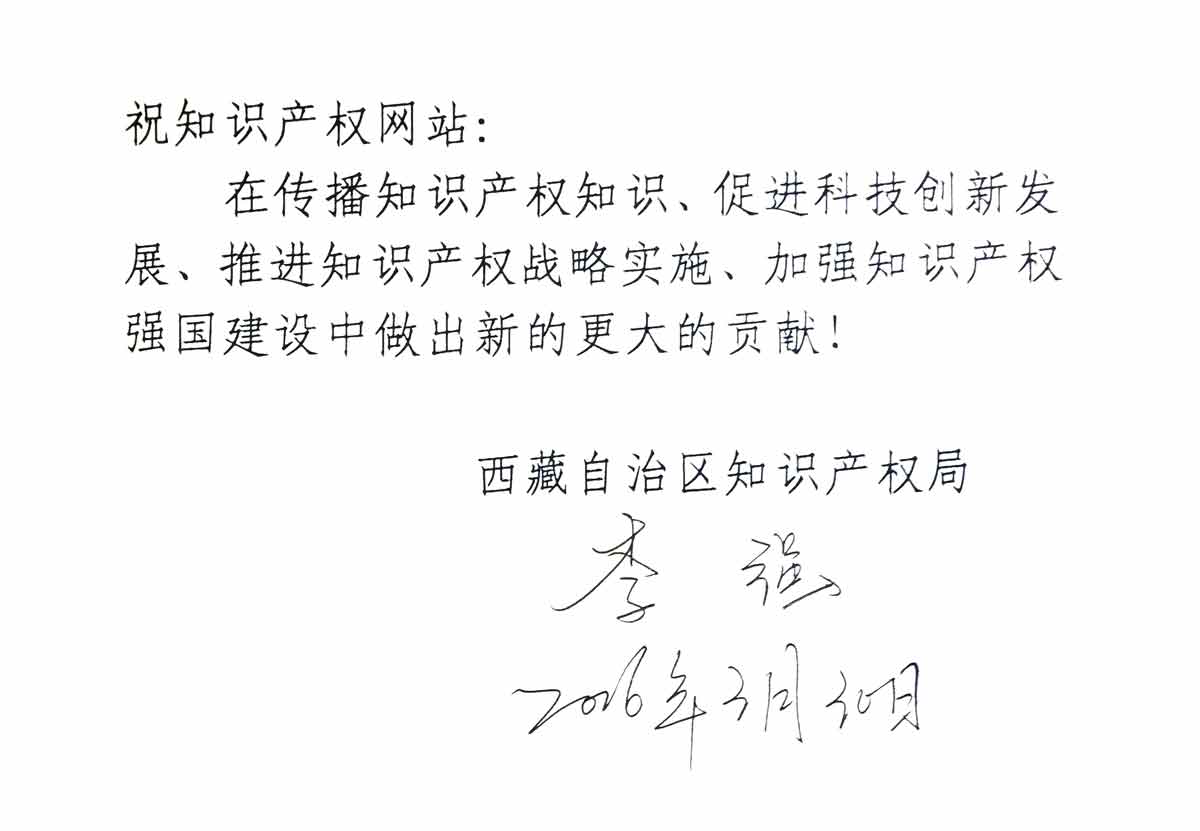 祝知识产权网站:
在传播知识产权知识、促进科技创新发
展、推进知识产权战略实施、加强知识产权
强国建设中做出新的更大的贡献!
西藏自治区知识产权局
李强
2016年3月30日